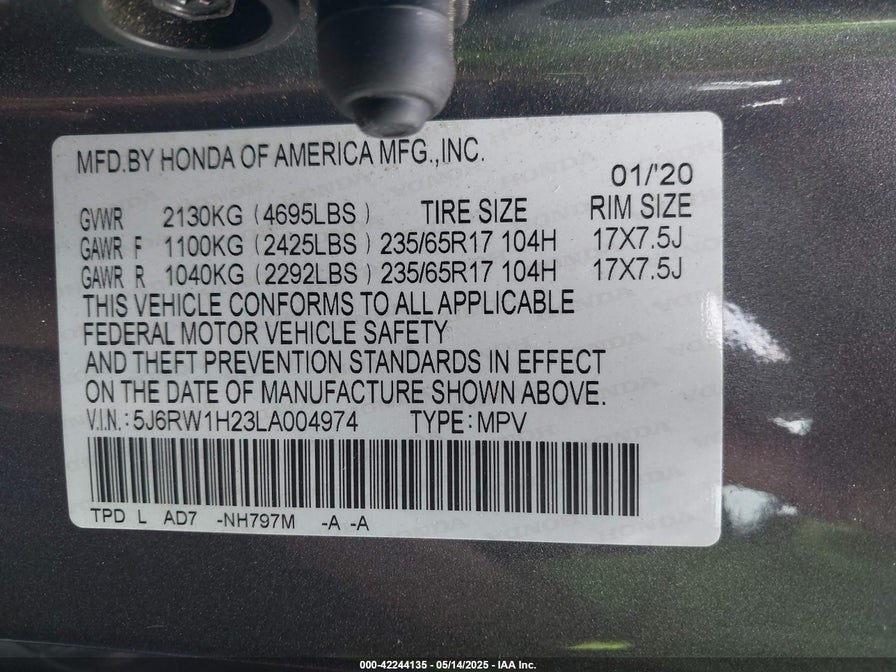 MFD.BY HONDA OF AMERICA MFG.,INC.
01/'20
GVWR 2130KG (4695LBS) TIRE SIZE RIM SIZE
GAWR F 1100KG (2425LBS) 235/65R17 104H 17X7.5J
GAWR R 1040KG (2292LBS) 235/65R17 104H 17X7.5J
THIS VEHICLE CONFORMS TO ALL APPLICABLE
FEDERAL MOTOR VEHICLE SAFETY
AND THEFT PREVENTION STANDARDS IN EFFECT
ON THE DATE OF MANUFACTURE SHOWN ABOVE.
V.I.N.: 5J6RW1H23LA004974 TYPE: MPV
TPD L AD7 -NH797M -A -A
000-42244135 - 05/14/2025 - IAA Inc.